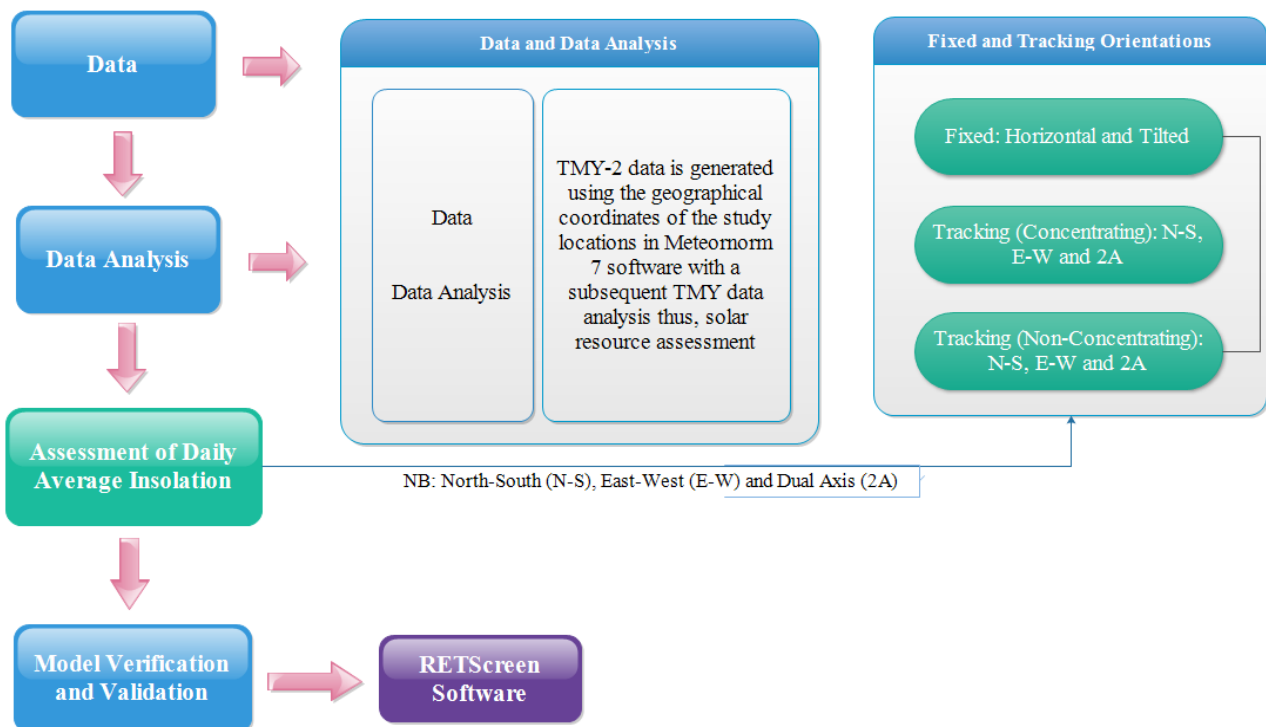 Data
Data Analysis
Assessment of Daily
Average Insolation
Model Verification
and Validation
RETScreen
Software
Data and Data Analysis
Data
Data Analysis
TMY-2 data is generated
using the geographical
coordinates of the study
locations in Meteornorm
7 software with a
subsequent TMY data
analysis thus, solar
resource assessment
Fixed and Tracking Orientations
Fixed: Horizontal and Tilted
Tracking (Concentrating): N-S,
E-W and 2A
Tracking (Non-Concentrating):
N-S, E-W and 2A
NB: North-South (N-S), East-West (E-W) and Dual Axis (2A)